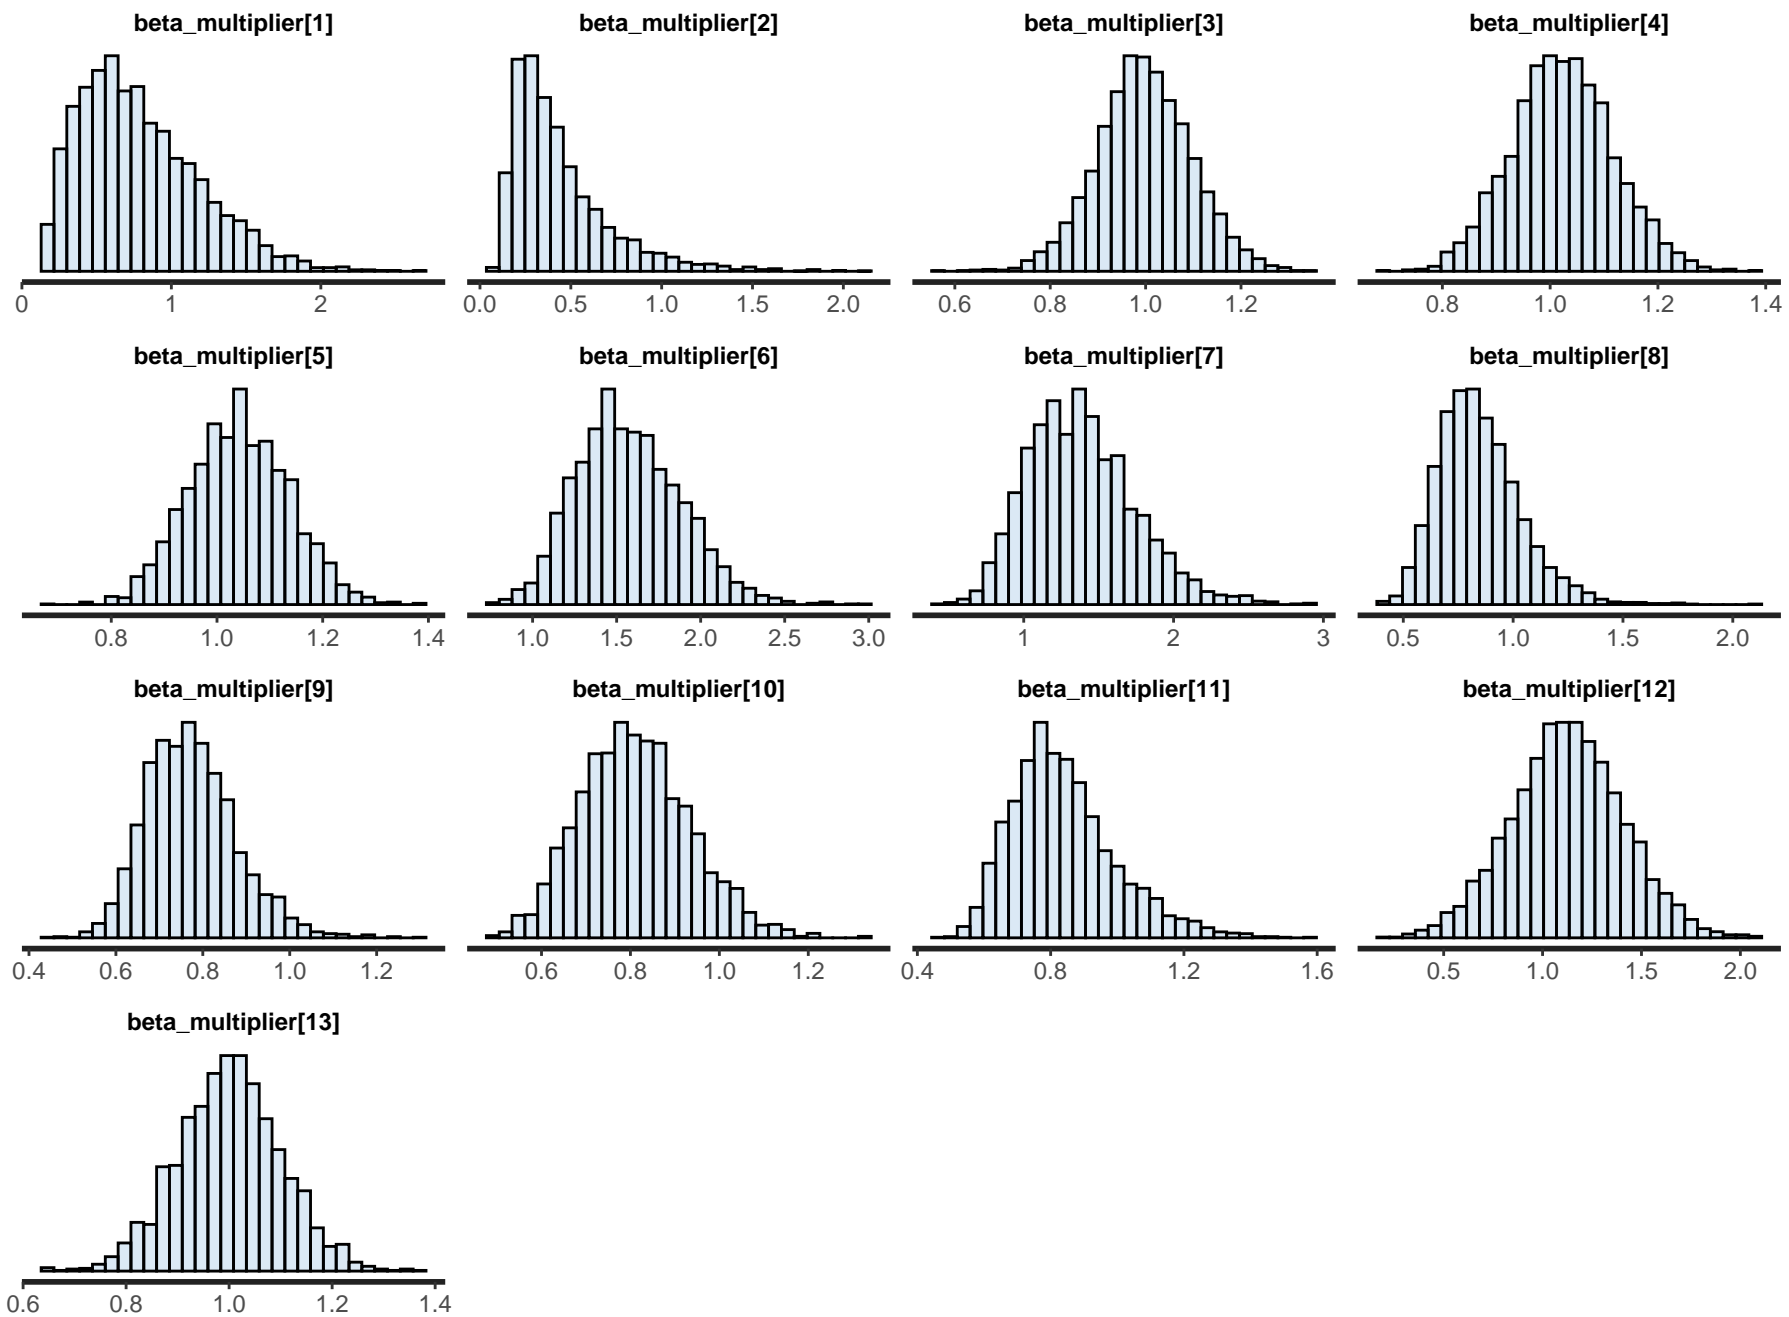 beta_multiplier[1] beta_multiplier[2] beta_multiplier[3] beta_multiplier[4]
0 1 2 0.0 0.5 1.0 1.5 2.0 0.6 0.8 1.0 1.2 0.8 1.0 1.2 1.4
beta_multiplier[5] beta_multiplier[6] beta_multiplier[7] beta_multiplier[8]
0.8 1.0 1.2 1.4 1.0 1.5 2.0 2.5 3.0 1 2 3 0.5 1.0 1.5 2.0
beta_multiplier[9] beta_multiplier[10] beta_multiplier[11] beta_multiplier[12]
0.4 0.6 0.8 1.0 1.2 0.6 0.8 1.0 1.2 0.4 0.8 1.2 1.6 0.5 1.0 1.5 2.0
beta_multiplier[13]
0.6 0.8 1.0 1.2 1.4